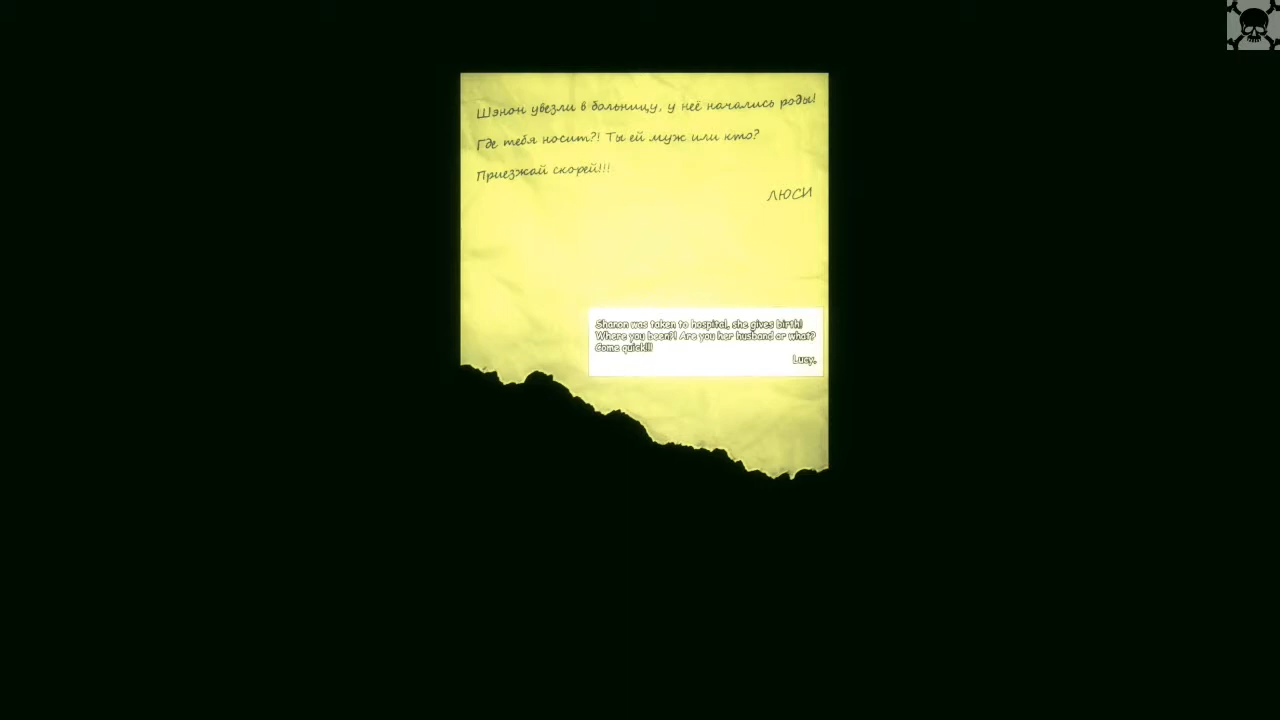 Шэнон увезли в больницу, у неё начались роды!
Где тебя носит?! Ты ей муж или кто?
Приезжай скорей!!!
ЛЮСИ
Shanon was taken to hospital, she gives birth!
Where you been?! Are you her husband or what?
Come quick!!!
Lucy.